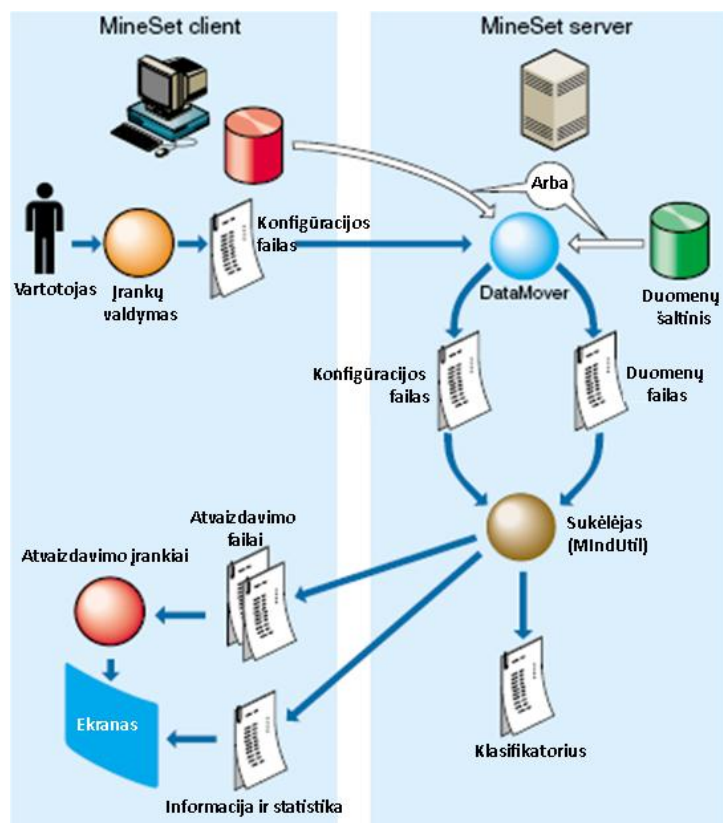 MineSet client
MineSet server
Arba
Konfigūracijos
failas
Vartotojas
Įrankų
valdymas
DataMover
Duomenų
šaltinis
Konfigūracijos
failas
Duomenų
failas
Atvaizdavimo
failai
Sukėlėjas
(MIndUtil)
Atvaizdavimo įrankiai
Ekranas
Klasifikatorius
Informacija ir statistika